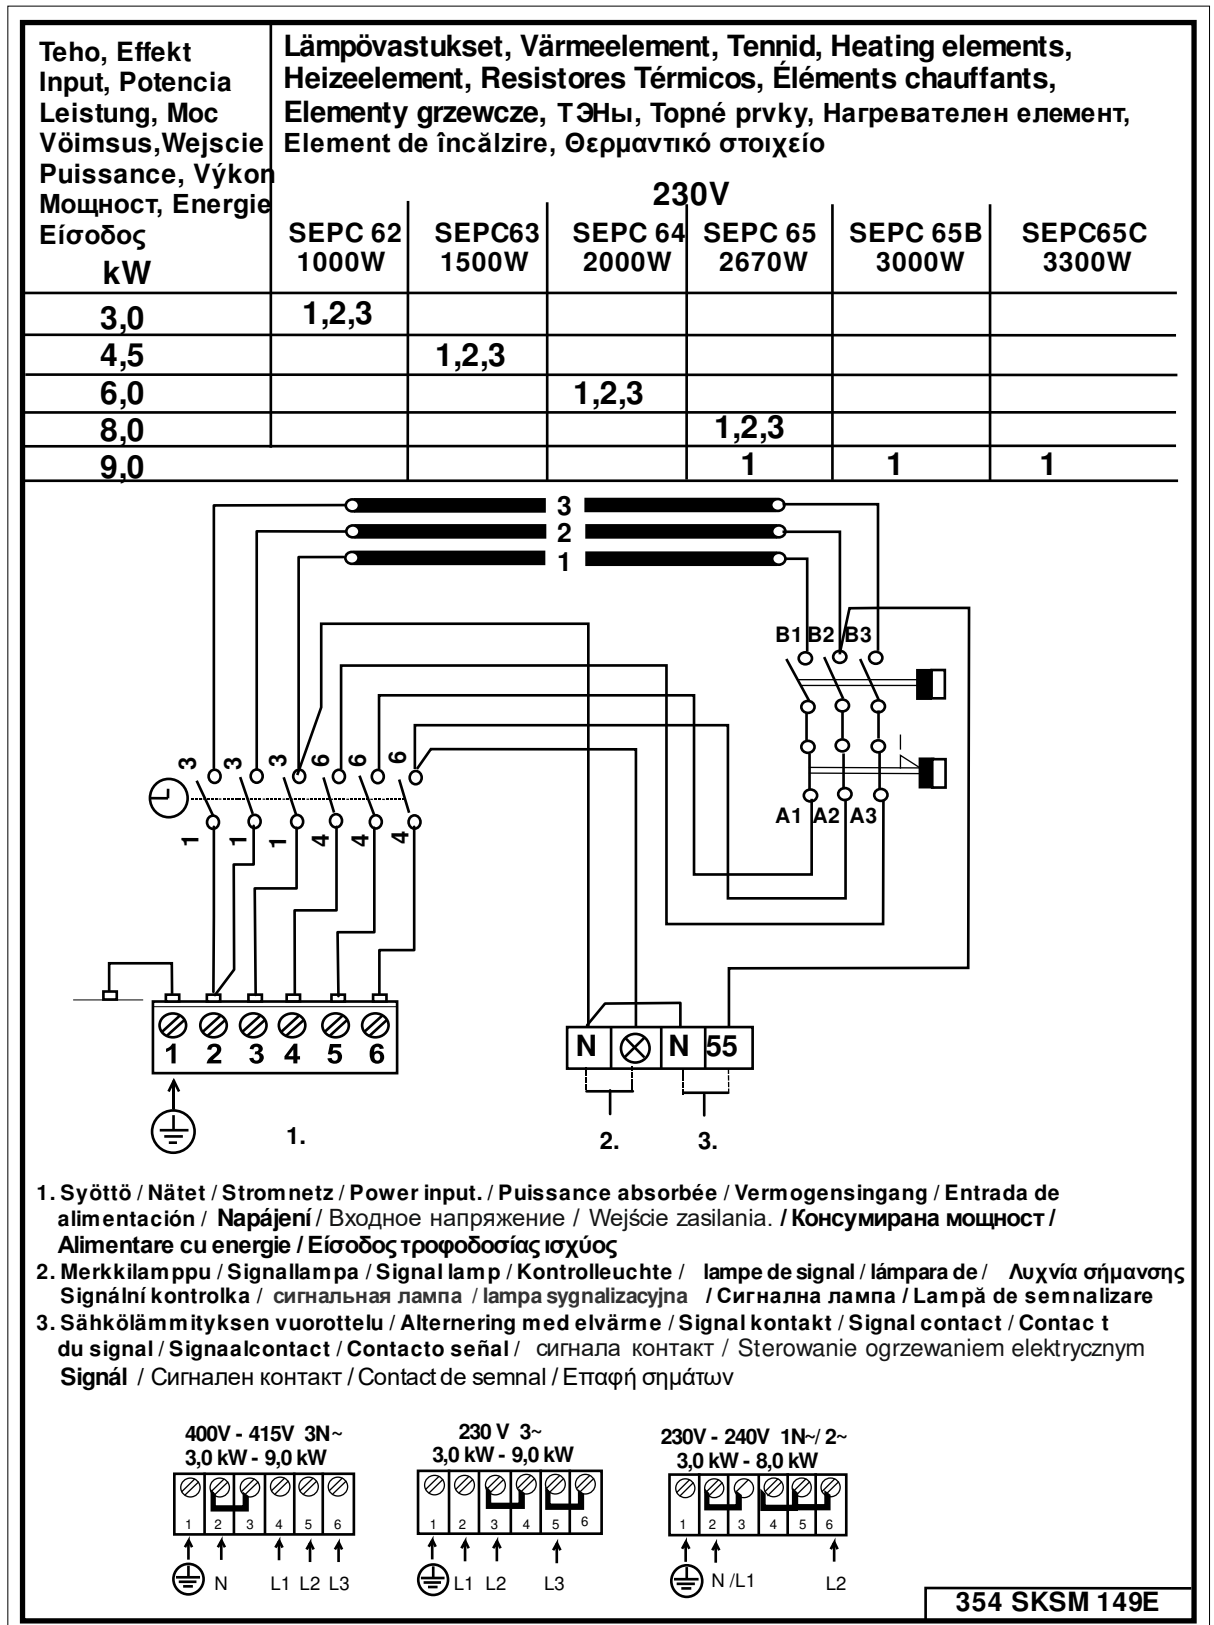 Teho, Effekt
Input, Potencia
Leistung, Moc
Vöimsus,Wejscie
Puissance, Výkon
Мощност, Energie
Είσοδος
kW
Lämpövastukset, Värmeelement, Tennid, Heating elements,
Heizeelement, Resistores Térmicos, Éléments chauffants,
Elementy grzewcze, ТЭНы, Topné prvky, Нагревателен елемент,
Element de încălzire, Θερμαντικό στοιχείο
230V
SEPC 62 SEPC63 SEPC 64 SEPC 65 SEPC 65B SEPC65C
1000W 1500W 2000W 2670W 3000W 3300W
3,0 1,2,3
4,5 1,2,3
6,0 1,2,3
8,0 1,2,3
9,0 1 1 1
3
2
1
B1 B2 B3
3 3 3 6 6 6
A1 A2 A3
1 1 1 4 4 4
1 2 3 4 5 6
N N 55
1. 2. 3.
1. Syöttö / Nätet / Stromnetz / Power input. / Puissance absorbée / Vermogensingang / Entrada de
alimentación / Napájení / Входное напряжение / Wejście zasilania. / Консумирана мощност /
Alimentare cu energie / Είσοδος τροφοδοσίας ισχύος
2. Merkkilamppu / Signallampa / Signal lamp / Kontrolleuchte / lampe de signal / lámpara de / Λυχνία σήμανσης
Signální kontrolka / сигнальная лампа / lampa sygnalizacyjna / Сигнална лампа / Lampă de semnalizare
3. Sähkölämmityksen vuorottelu / Alternering med elvärme / Signal kontakt / Signal contact / Contac t
du signal / Signaalcontact / Contacto señal / сигнала контакт / Sterowanie ogrzewaniem elektrycznym
Signál / Сигнален контакт / Contact de semnal / Επαφή σημάτων
400V - 415V 3N~
3,0 kW - 9,0 kW
1 2 3 4 5 6
N L1 L2 L3
230 V 3~
3,0 kW - 9,0 kW
1 2 3 4 5 6
L1 L2 L3
230V - 240V 1N~/ 2~
3,0 kW - 8,0 kW
1 2 3 4 5 6
N /L1 L2
354 SKSM 149E